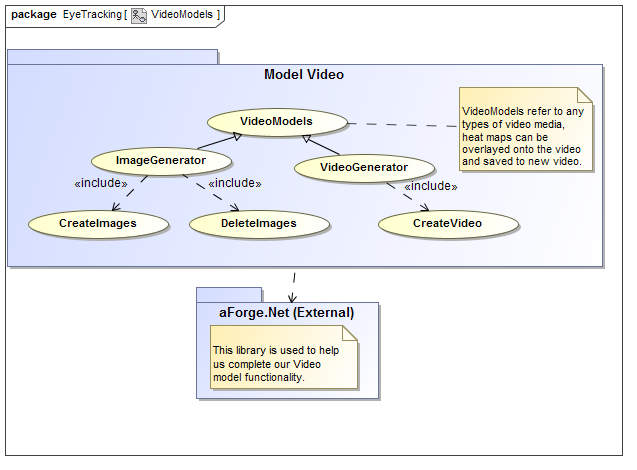 package EyeTracking[ VideoModels ]
Model Video
VideoModels
VideoModels refer to any
types of video media,
heat maps can be
overlayed onto the video
and saved to new video.
ImageGenerator
VideoGenerator
«include»
«include»
«include»
CreateImages
DeleteImages
CreateVideo
aForge.Net (External)
This library is used to help
us complete our Video
model functionality.